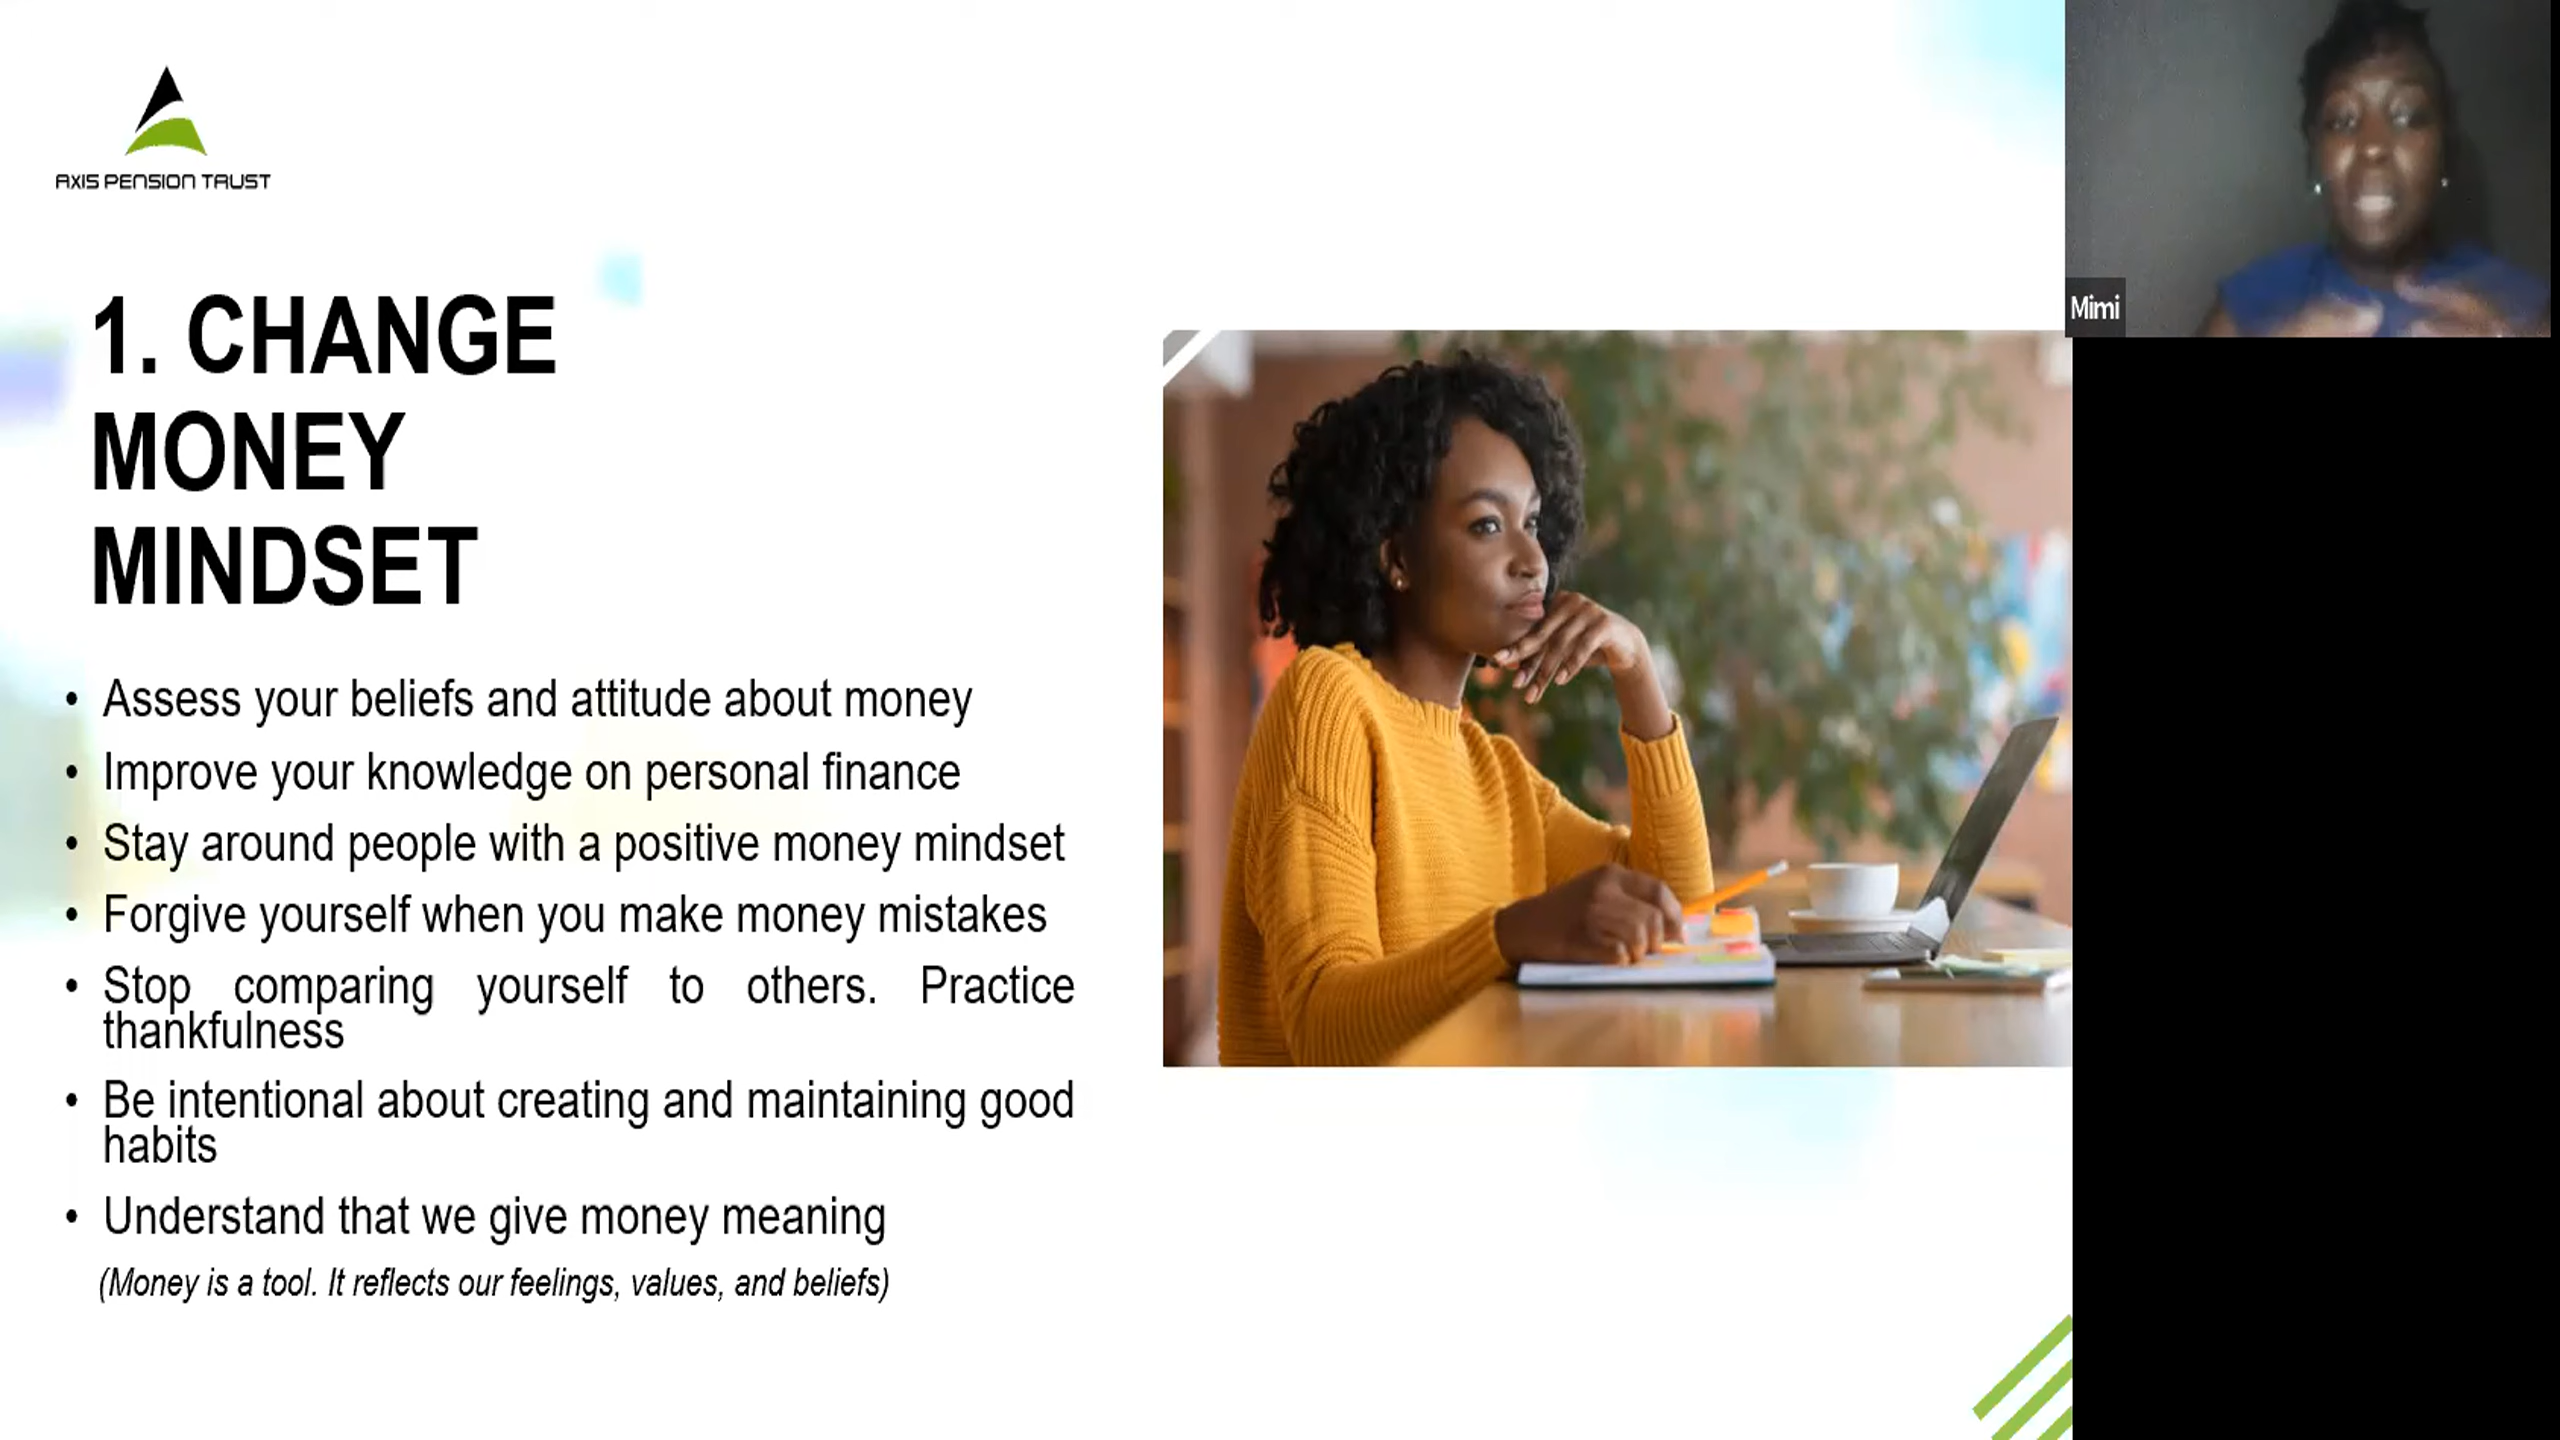 AXIS PENSION TRUST
1. CHANGE
MONEY
MINDSET
• Assess your beliefs and attitude about money
• Improve your knowledge on personal finance
• Stay around people with a positive money mindset
• Forgive yourself when you make money mistakes
• Stop comparing yourself to others. Practice
thankfulness
• Be intentional about creating and maintaining good
habits
• Understand that we give money meaning
(Money is a tool. It reflects our feelings, values, and beliefs)
Mimi